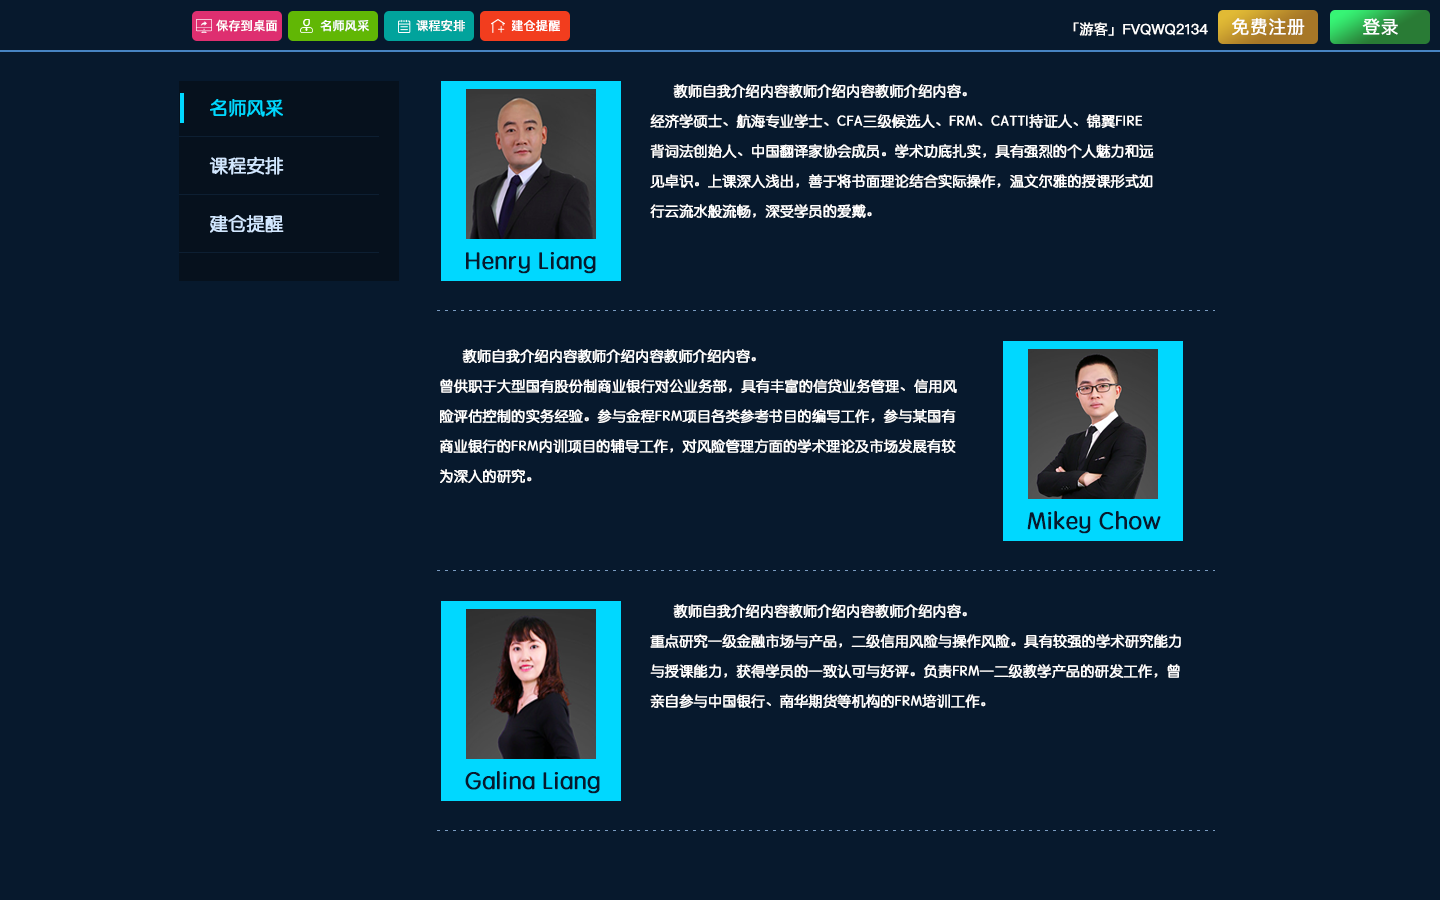 保存到桌面 名师风采 课程安排 建仓提醒 「游客」FVQWQ2134 免费注册 登录
名师风采
课程安排
建仓提醒
教师自我介绍内容教师介绍内容教师介绍内容。
经济学硕士、航海专业学士、CFA三级候选人、FRM、CATTI持证人、锦翼FIRE
背词法创始人、中国翻译家协会成员。学术功底扎实，具有强烈的个人魅力和远
见卓识。上课深入浅出，善于将书面理论结合实际操作，温文尔雅的授课形式如
行云流水般流畅，深受学员的爱戴。
Henry Liang
教师自我介绍内容教师介绍内容教师介绍内容。
曾供职于大型国有股份制商业银行对公业务部，具有丰富的信贷业务管理、信用风
险评估控制的实务经验。参与金程FRM项目各类参考书目的编写工作，参与某国有
商业银行的FRM内训项目的辅导工作，对风险管理方面的学术理论及市场发展有较
为深入的研究。
Mikey Chow
教师自我介绍内容教师介绍内容教师介绍内容。
重点研究一级金融市场与产品，二级信用风险与操作风险。具有较强的学术研究能力
与授课能力，获得学员的一致认可与好评。负责FRM一二级教学产品的研发工作，曾
亲自参与中国银行、南华期货等机构的FRM培训工作。
Galina Liang